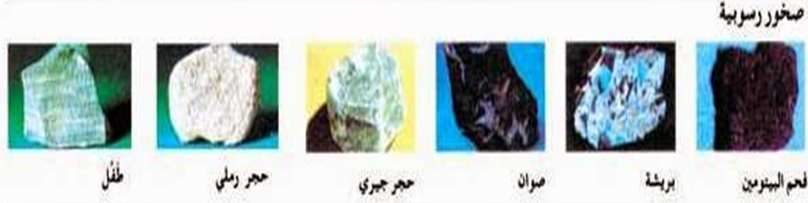 صخور رسوبية
فحم البيتومين
بريشة
صوان
حجر جيري
حجر رملي
طَفْل